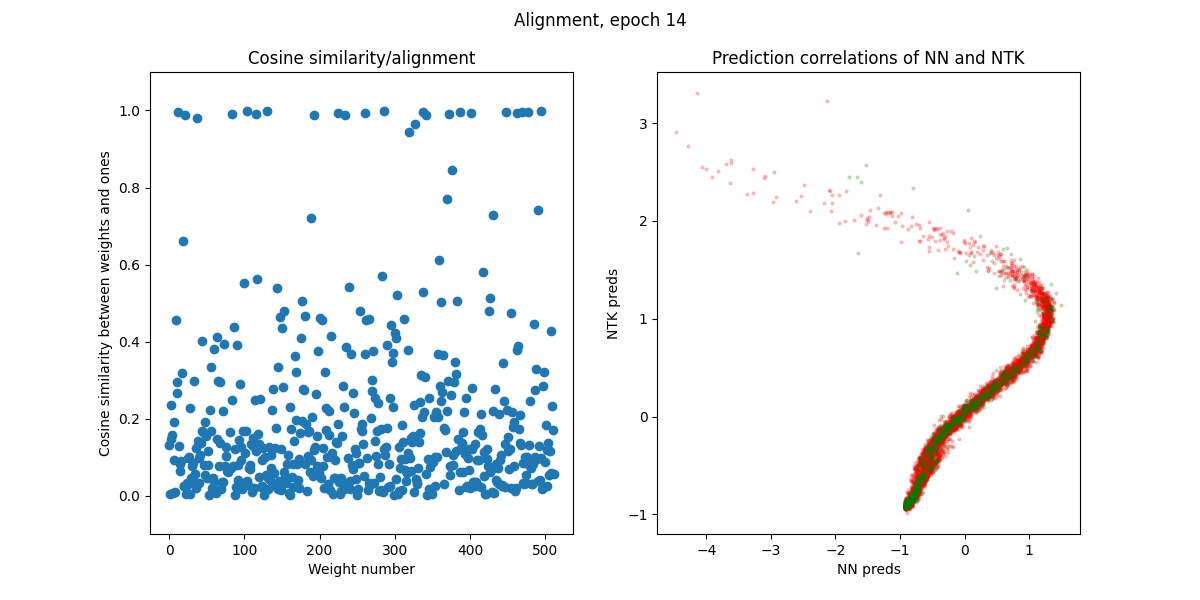 Alignment, epoch 14
Cosine similarity/alignment
Cosine similarity between weights and ones
1.0
0.8
0.6
0.4
0.2
0.0
0 100 200 300 400 500
Weight number
Prediction correlations of NN and NTK
NTK preds
3
2
1
0
−1
−4 −3 −2 −1 0 1
NN preds